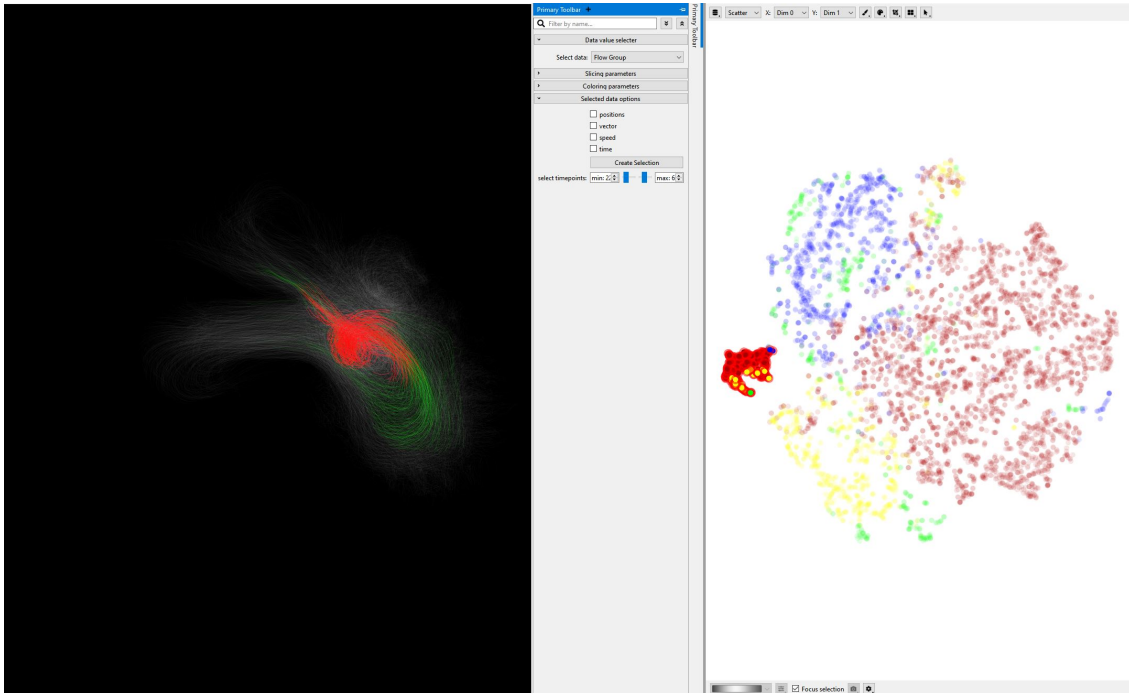 Primary Toolbar
Filter by name...
Data value selecter
Select data: Flow Group
Slicing parameters
Coloring parameters
Selected data options
positions
vector
speed
time
Create Selection
select timepoints: min: 22 max: 6
Primary Toolbar
Scatter X: Dim 0 Y: Dim 1
Focus selection